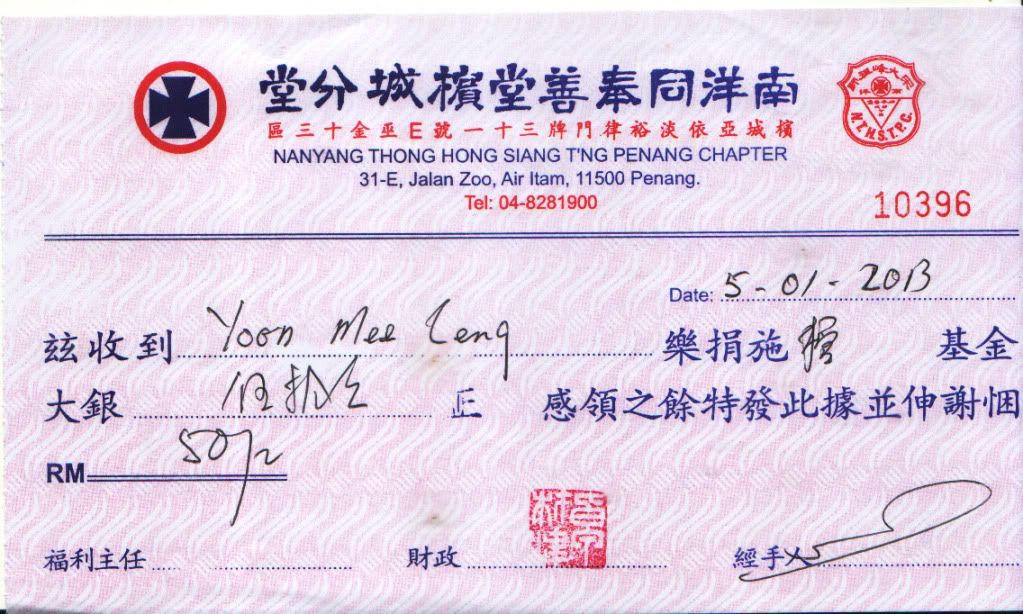 南洋同奉善堂檳城分堂
檳城亞依淡裕律門牌三十一號E巫金十三區
NANYANG THONG HONG SIANG T'NG PENANG CHAPTER
31-E, Jalan Zoo, Air Itam, 11500 Penang.
Tel: 04-8281900
10396
Date: 5-01-2013
茲收到 Yoon Mee Leng 樂捐施 基金
大銀 伍拾元 正 感領之餘特發此據並伸謝悃
RM 50/-
福利主任 財政 經手人